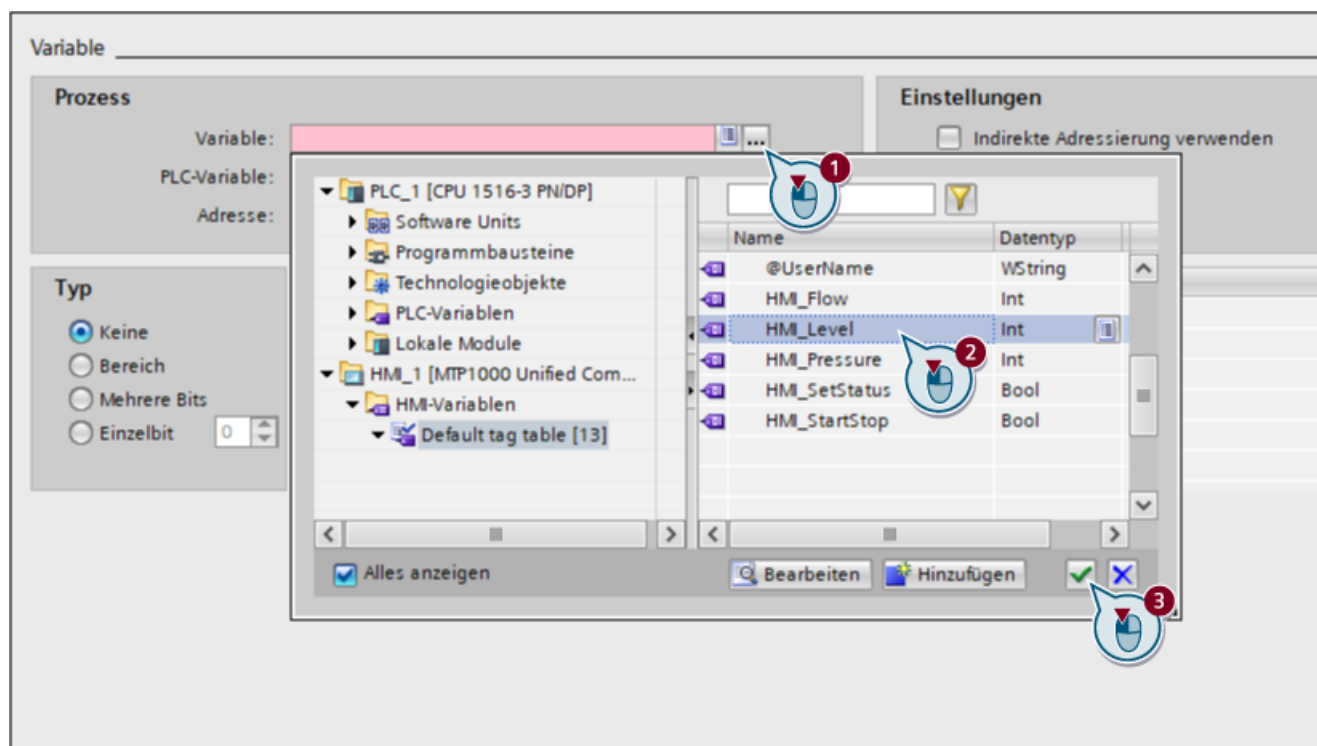 Variable
Prozess
Variable:
...
PLC-Variable:
Adresse:
Einstellungen
Indirekte Adressierung verwenden
Typ
Keine
Bereich
Mehrere Bits
Einzelbit 0
PLC_1 [CPU 1516-3 PN/DP]
Software Units
Programmbausteine
Technologieobjekte
PLC-Variablen
Lokale Module
HMI_1 [MTP1000 Unified Com...
HMI-Variablen
Default tag table [13]
Name Datentyp
@UserName WString
HMI_Flow Int
HMI_Level Int
HMI_Pressure Int
HMI_SetStatus Bool
HMI_StartStop Bool
Alles anzeigen
Bearbeiten
Hinzufügen
1
2
3